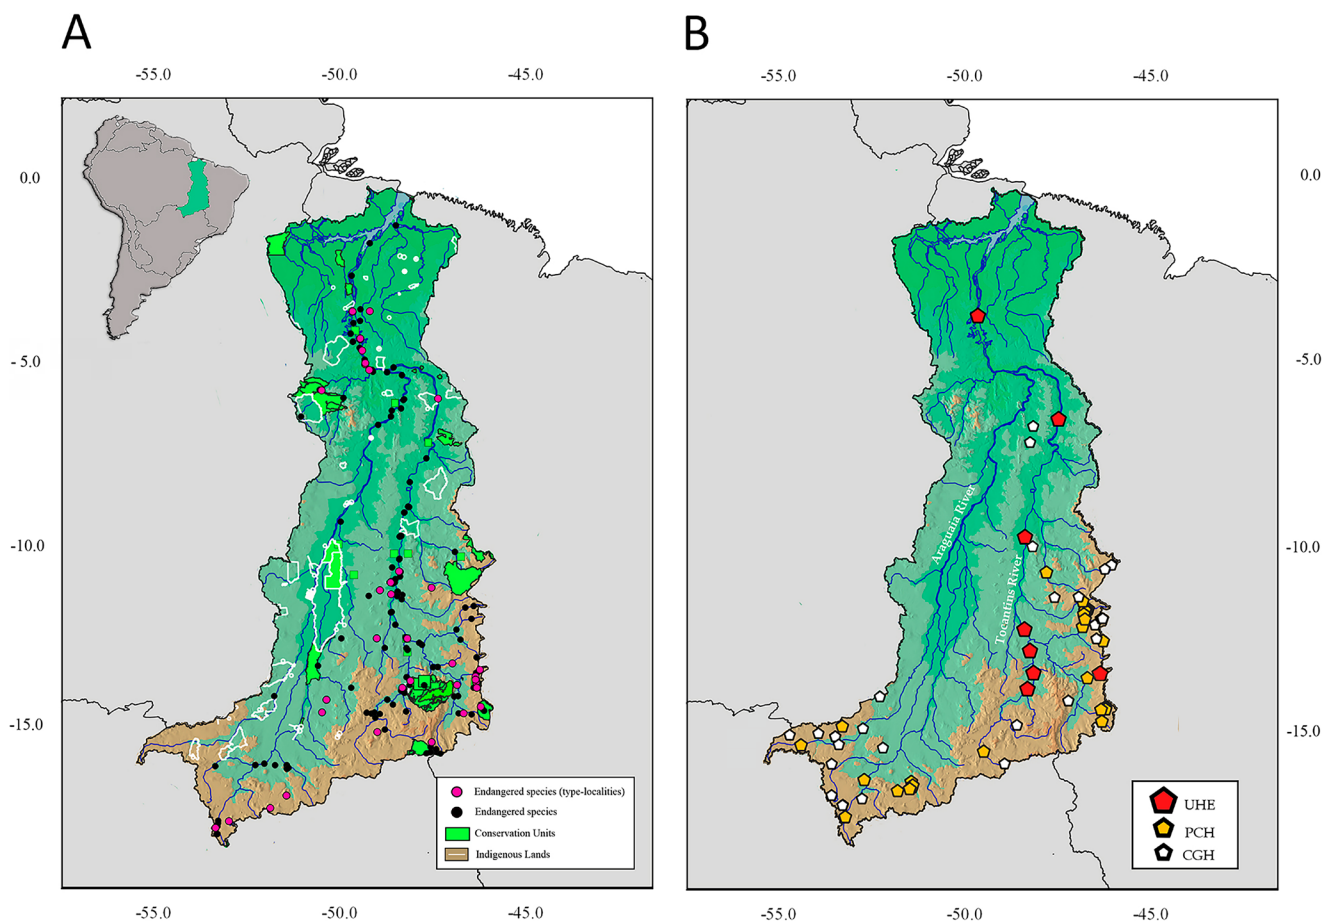 A
B
-55.0 -50.0 -45.0
-55.0 -50.0 -45.0
0.0
0.0
- 5.0
-5.0
-10.0
-10.0
-15.0
-15.0
Araguaia River
Tocantins River
Endangered species (type-localities)
Endangered species
Conservation Units
Indigenous Lands
UHE
PCH
CGH
-55.0 -50.0 -45.0
-55.0 -50.0 -45.0